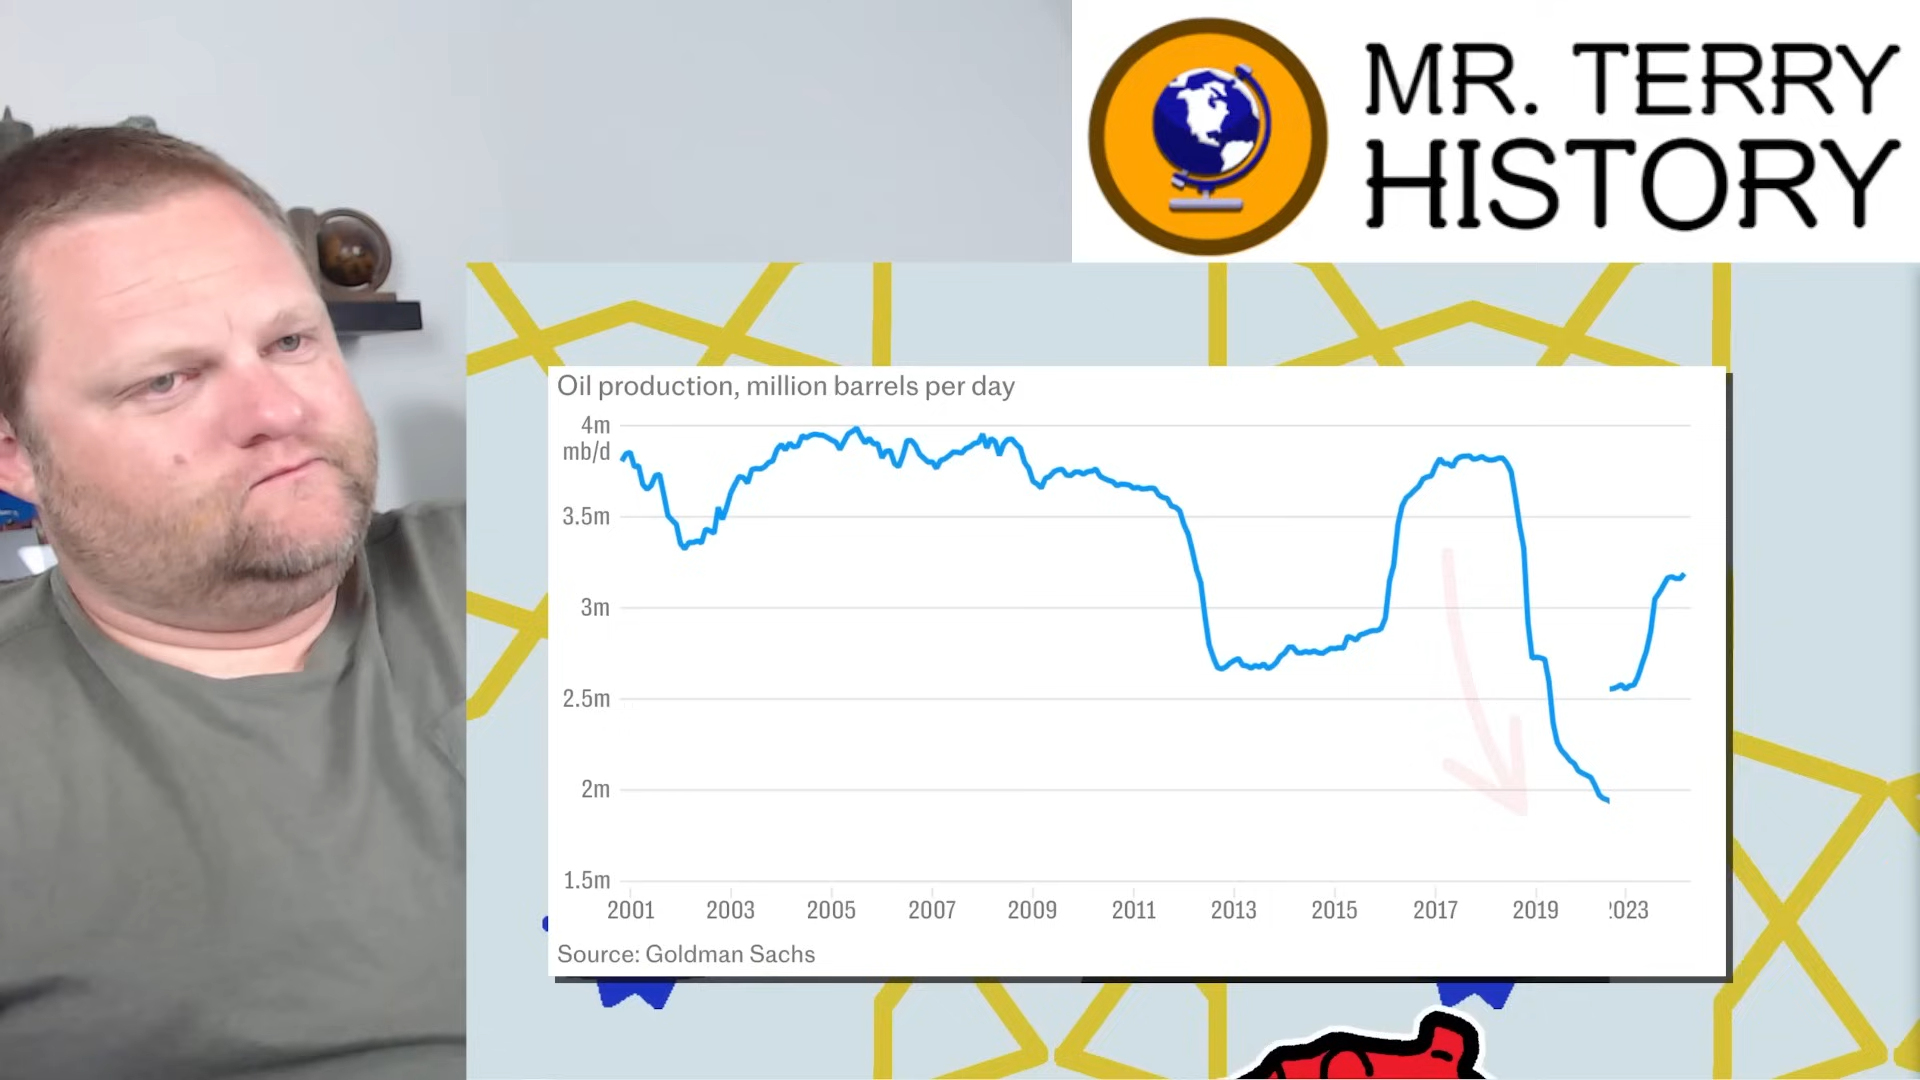 MR. TERRY
HISTORY
Oil production, million barrels per day
4m
mb/d
3.5m
3m
2.5m
2m
1.5m
2001 2003 2005 2007 2009 2011 2013 2015 2017 2019 2023
Source: Goldman Sachs